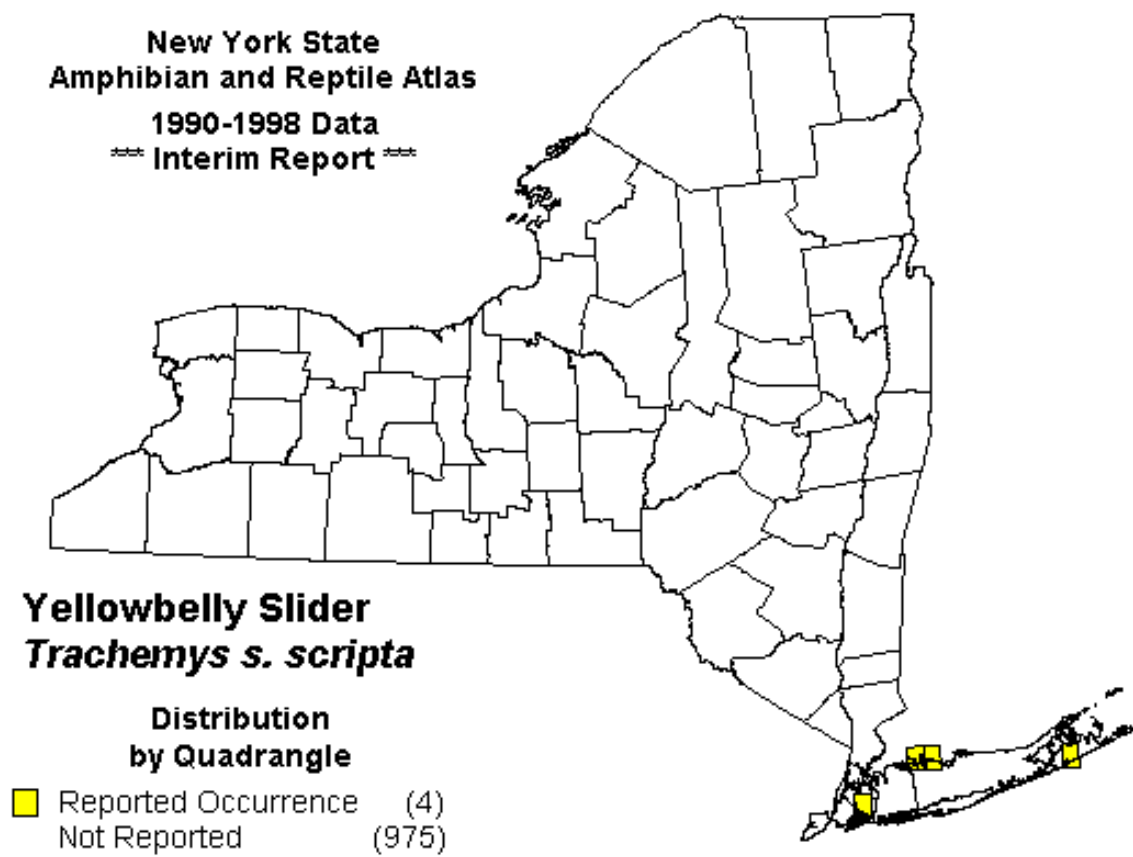 New York State
Amphibian and Reptile Atlas
1990-1998 Data
*** Interim Report ***
Yellowbelly Slider
Trachemys s. scripta
Distribution
by Quadrangle
Reported Occurrence (4)
Not Reported (975)